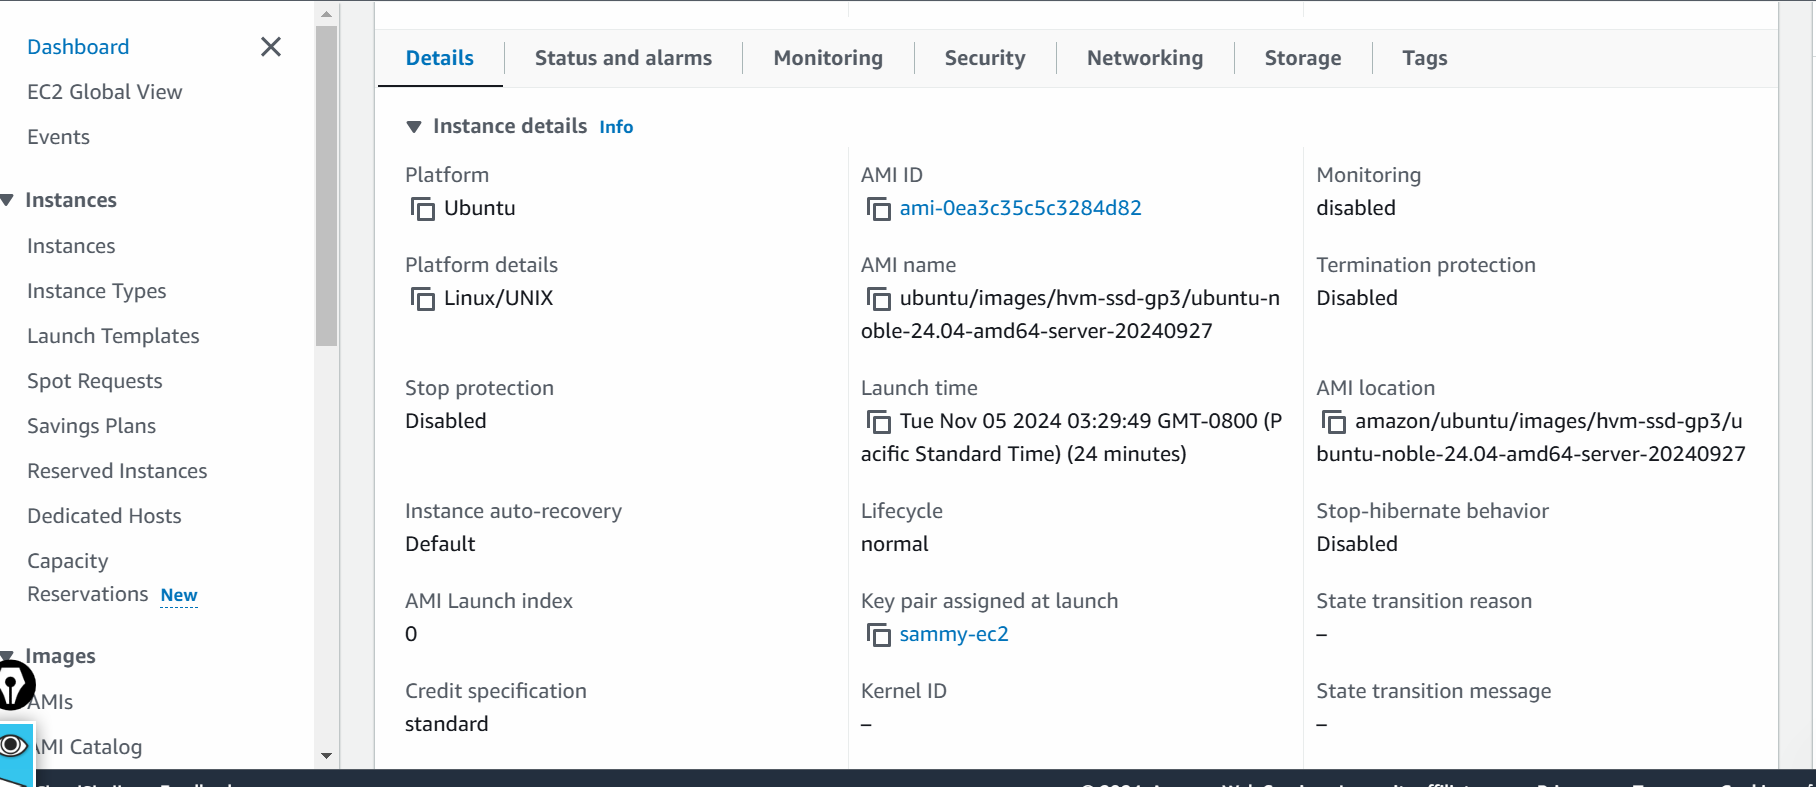 Dashboard
EC2 Global View
Events
Instances
Instances
Instance Types
Launch Templates
Spot Requests
Savings Plans
Reserved Instances
Dedicated Hosts
Capacity
Reservations New
Images
AMIs
AMI Catalog
Details
Status and alarms
Monitoring
Security
Networking
Storage
Tags
Instance details Info
Platform
Ubuntu
AMI ID
ami-0ea3c35c5c3284d82
Monitoring
disabled
Platform details
Linux/UNIX
AMI name
ubuntu/images/hvm-ssd-gp3/ubuntu-n
oble-24.04-amd64-server-20240927
Termination protection
Disabled
Stop protection
Disabled
Launch time
Tue Nov 05 2024 03:29:49 GMT-0800 (P
acific Standard Time) (24 minutes)
AMI location
amazon/ubuntu/images/hvm-ssd-gp3/u
buntu-noble-24.04-amd64-server-20240927
Instance auto-recovery
Default
Lifecycle
normal
Stop-hibernate behavior
Disabled
AMI Launch index
0
Key pair assigned at launch
sammy-ec2
State transition reason
–
Credit specification
standard
Kernel ID
–
State transition message
–